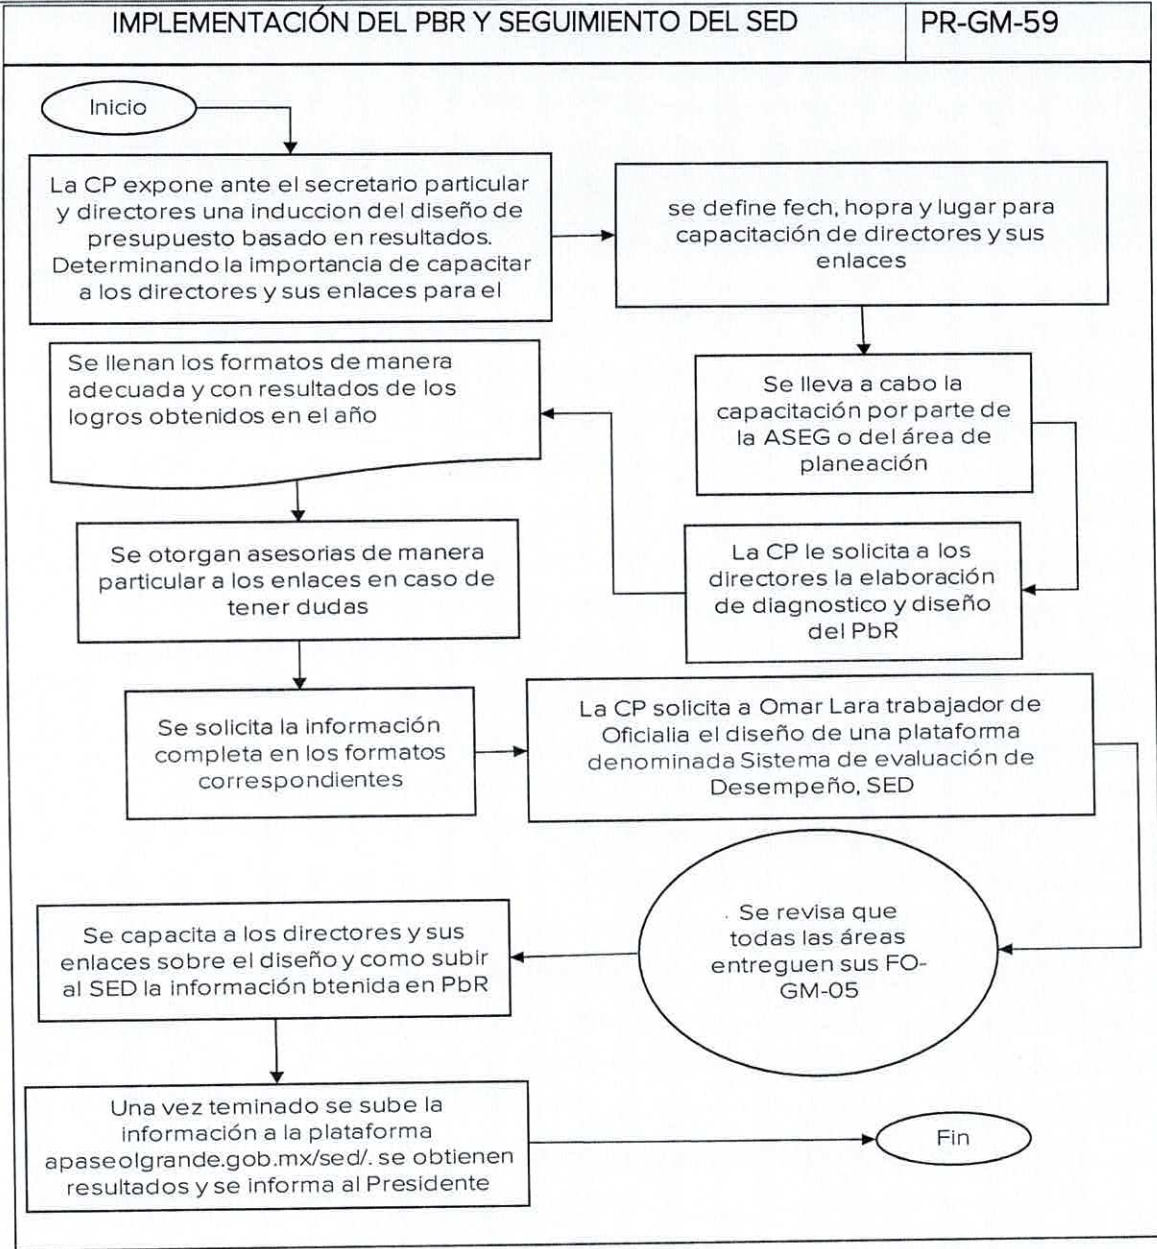 IMPLEMENTACIÓN DEL PBR Y SEGUIMIENTO DEL SED
PR-GM-59
Inicio
La CP expone ante el secretario particular
y directores una induccion del diseño de
presupuesto basado en resultados.
Determinando la importancia de capacitar
a los directores y sus enlaces para el
se define fech, hopra y lugar para
capacitación de directores y sus
enlaces
Se lleva a cabo la
capacitación por parte de
la ASEG o del área de
planeación
La CP le solicita a los
directores la elaboración
de diagnostico y diseño
del PbR
Se llenan los formatos de manera
adecuada y con resultados de los
logros obtenidos en el año
Se otorgan asesorias de manera
particular a los enlaces en caso de
tener dudas
Se solicita la información
completa en los formatos
correspondientes
La CP solicita a Omar Lara trabajador de
Oficialia el diseño de una plataforma
denominada Sistema de evaluación de
Desempeño, SED
Se revisa que
todas las áreas
entreguen sus FO-
GM-05
Se capacita a los directores y sus
enlaces sobre el diseño y como subir
al SED la información btenida en PbR
Una vez teminado se sube la
información a la plataforma
apaseolgrande.gob.mx/sed/. se obtienen
resultados y se informa al Presidente
Fin